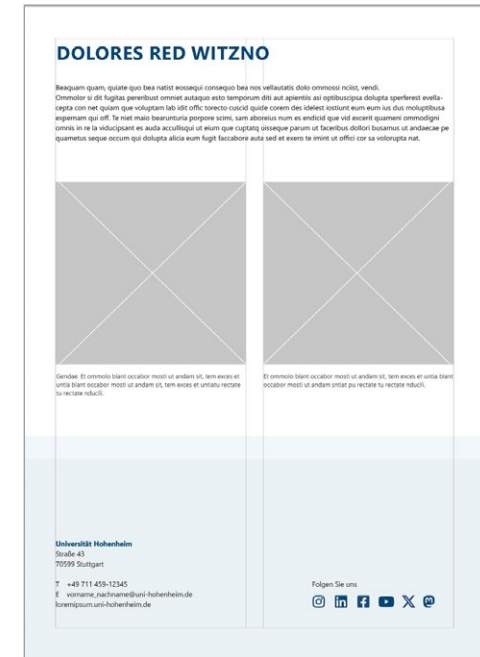 DOLORES RED WITZNO
Beaquam quam, quiate quo bea natist eossequi consequo bea nos vellautatis dolo ommossi nciist, vendi.
Ommolor si dit fugitas pereribust omniet autaquo esto temporum diti aut apientiis asi optibuscipsa dolupta sperferest evella-
cepta con net quiam que voluptam lab idit offic torecto cuscid quide corem des idelest iostiunt eum eum ius dus moluptibusa
expernam qui off. Te niet maio bearunturia porpore scimi, sam aboreius num es endicid que vid excerit quameni ommodigni
omnis in re la viducipsant es auda accullisqui ut eium que cuptatq uisseque parum ut faceribus dollori busamus ut andaecae pe
quametus seque occum qui dolupta alicia eum fugit faccabore auta sed et exero te imint ut offici cor sa volorupta nat.
Gendae. Et ommolo blant occabor mosti ut andam sit, tem exces et
untia blant occabor mosti ut andam sit, tem exces et untiatu rectate
tu rectate nducili.
Et ommolo blant occabor mosti ut andam sit, tem exces et untia blant
occabor mosti ut andam sntiat pu rectate tu rectate nducili.
Universität Hohenheim
Straße 43
70599 Stuttgart
T +49 711 459-12345
E vorname_nachname@uni-hohenheim.de
loremipsum.uni-hohenheim.de
Folgen Sie uns